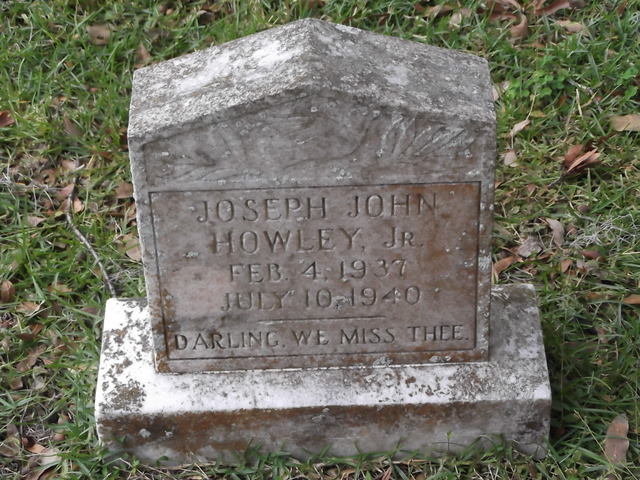 JOSEPH JOHN
HOWLEY, JR.
FEB. 4, 1937
JULY 10, 1940
DARLING, WE MISS THEE.